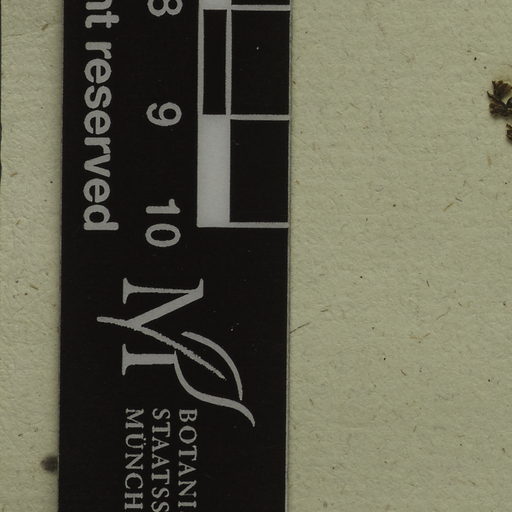 nt reserved
8 9 10
M
BOTANI
STAATSS
MÜNCH